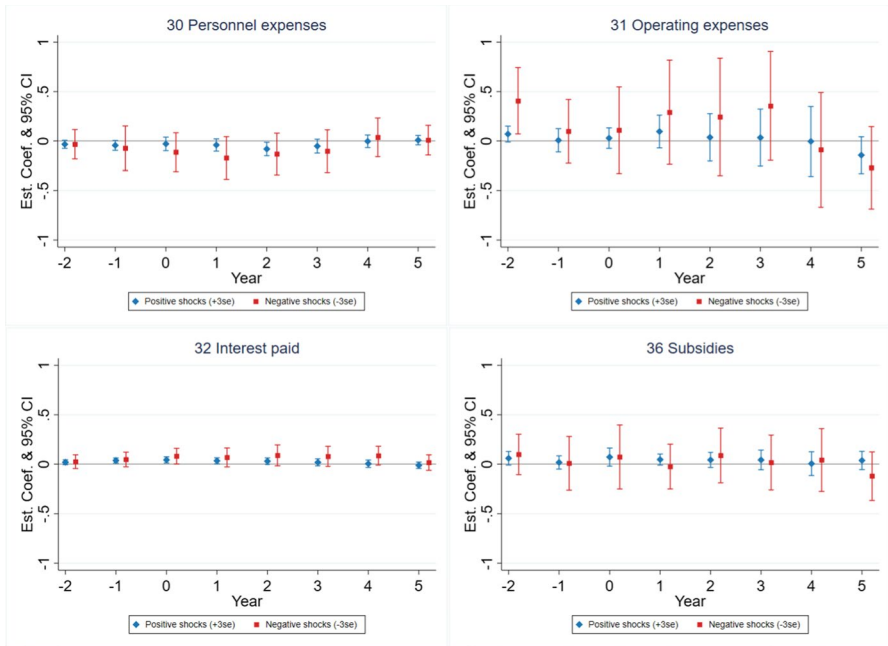 30 Personnel expenses
Est. Coef. & 95% CI
1
.5
0
-.5
-1
-2 -1 0 1 2 3 4 5
Year
Positive shocks (+3se) Negative shocks (-3se)
31 Operating expenses
Est. Coef. & 95% CI
1
.5
0
-.5
-1
-2 -1 0 1 2 3 4 5
Year
Positive shocks (+3se) Negative shocks (-3se)
32 Interest paid
Est. Coef. & 95% CI
1
.5
0
-.5
-1
-2 -1 0 1 2 3 4 5
Year
Positive shocks (+3se) Negative shocks (-3se)
36 Subsidies
Est. Coef. & 95% CI
1
.5
0
-.5
-1
-2 -1 0 1 2 3 4 5
Year
Positive shocks (+3se) Negative shocks (-3se)